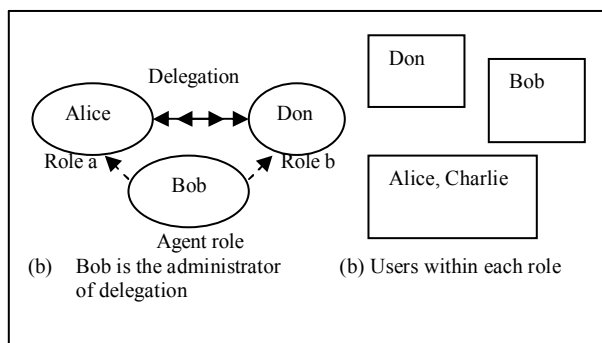 Delegation
Alice
Don
Role a
Role b
Bob
Agent role
(b) Bob is the administrator
of delegation
Don
Bob
Alice, Charlie
(b) Users within each role